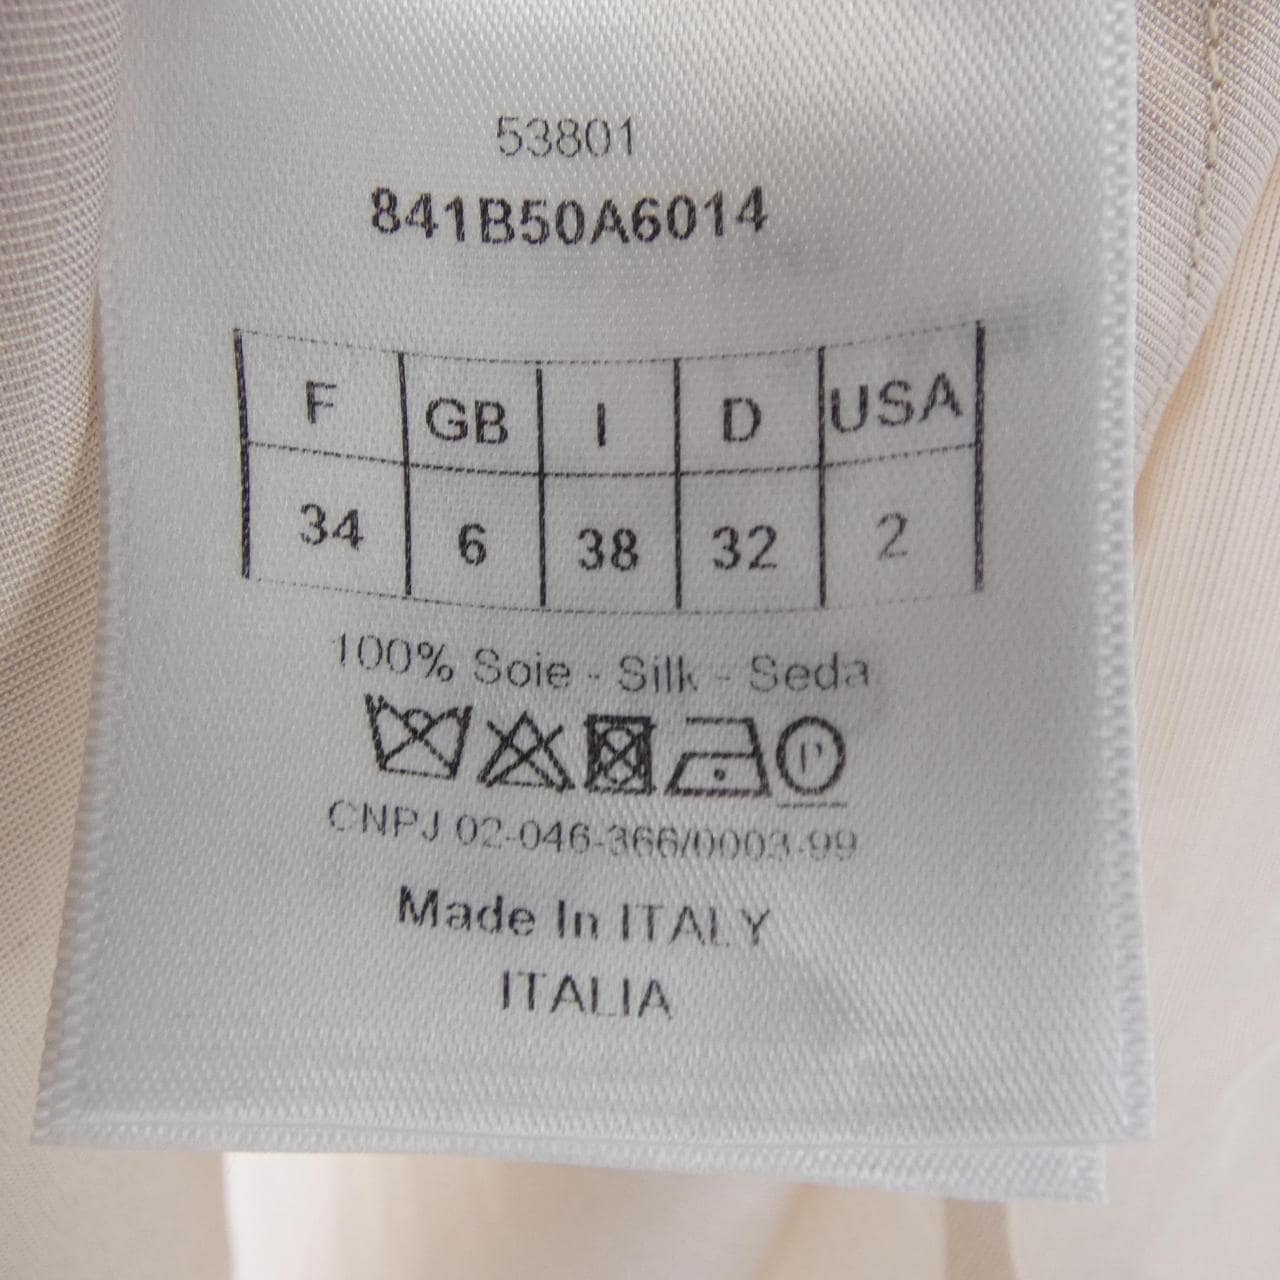 53801
841B50A6014
F GB I D USA
34 6 38 32 2
100% Soie - Silk - Seda
P
CNPJ 02-046-366/0003-99
Made In ITALY
ITALIA